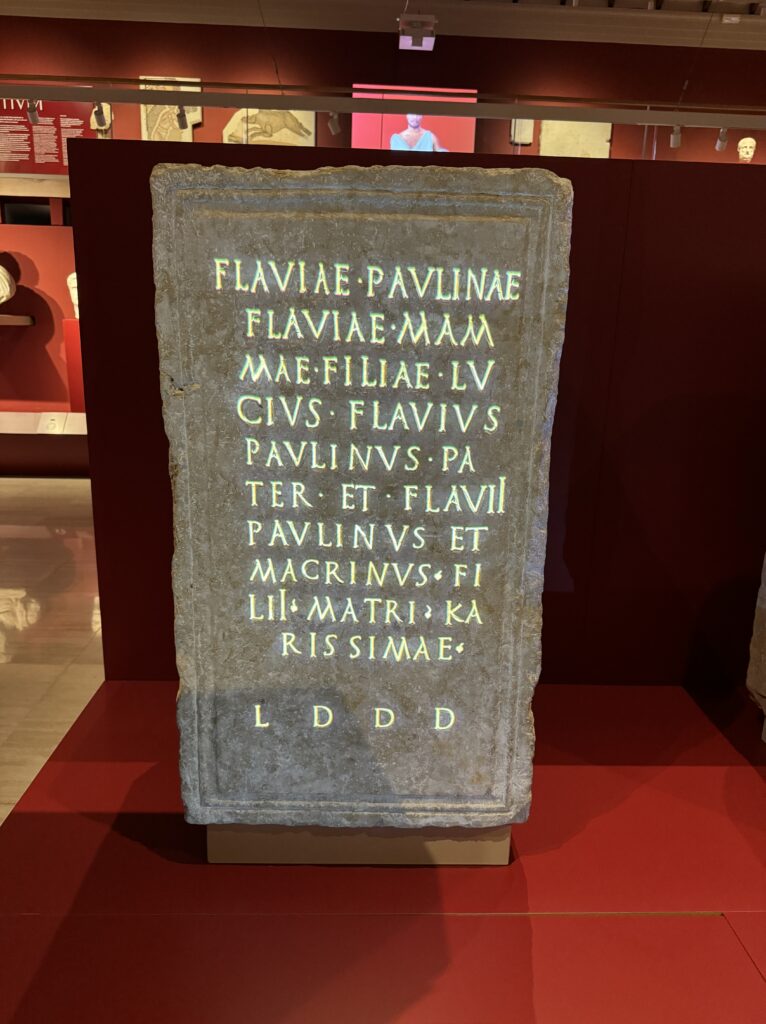 TIVM
FLAVIAE · PAVLINAE
FLAVIAE · MAM
MAE · FILIAE · LV
CIVS · FLAVIVS
PAVLINVS · PA
TER · ET · FLAVII
PAVLINVS ET
MACRINVS · FI
LII · MATRI · KA
RISSIMAE ·
L D D D